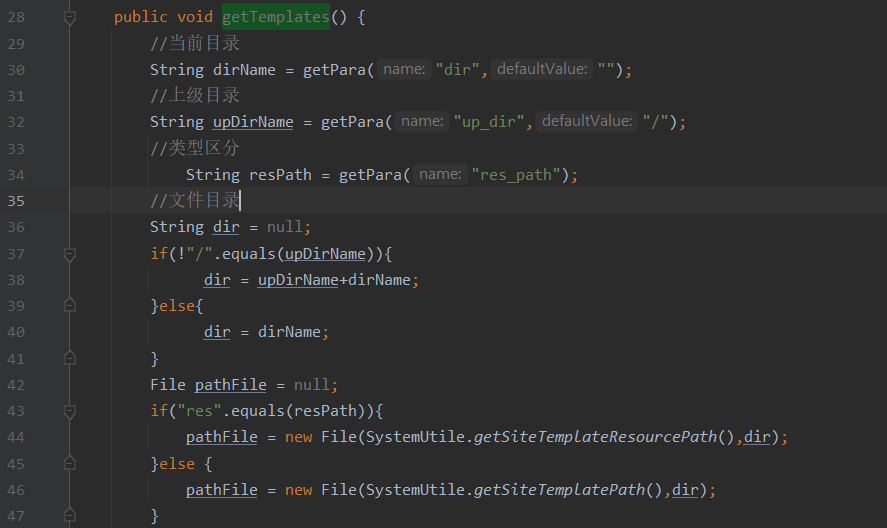 28 public void getTemplates() {
29 //当前目录
30 String dirName = getPara( name: "dir", defaultValue: "");
31 //上级目录
32 String upDirName = getPara( name: "up_dir", defaultValue: "/");
33 //类型区分
34 String resPath = getPara( name: "res_path");
35 //文件目录
36 String dir = null;
37 if(!"/".equals(upDirName)){
38 dir = upDirName+dirName;
39 }else{
40 dir = dirName;
41 }
42 File pathFile = null;
43 if("res".equals(resPath)){
44 pathFile = new File(SystemUtile.getSiteTemplateResourcePath(),dir);
45 }else {
46 pathFile = new File(SystemUtile.getSiteTemplatePath(),dir);
47 }